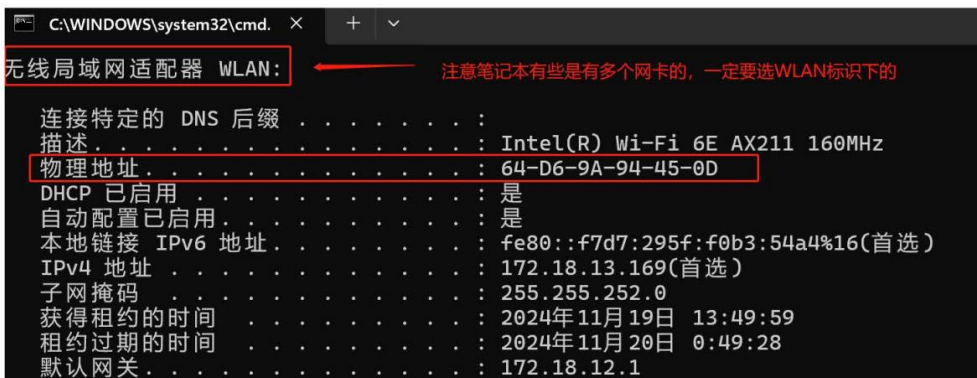 C:\WINDOWS\system32\cmd.
无线局域网适配器 WLAN:
注意笔记本有些是有多个网卡的，一定要选WLAN标识下的
连接特定的 DNS 后缀 . . . . . . . :
描述. . . . . . . . . . . . . . . : Intel(R) Wi-Fi 6E AX211 160MHz
物理地址. . . . . . . . . . . . . : 64-D6-9A-94-45-0D
DHCP 已启用 . . . . . . . . . . . : 是
自动配置已启用. . . . . . . . . . : 是
本地链接 IPv6 地址. . . . . . . . : fe80::f7d7:295f:f0b3:54a4%16(首选)
IPv4 地址 . . . . . . . . . . . . : 172.18.13.169(首选)
子网掩码 . . . . . . . . . . . . : 255.255.252.0
获得租约的时间 . . . . . . . . . : 2024年11月19日 13:49:59
租约过期的时间 . . . . . . . . . : 2024年11月20日 0:49:28
默认网关. . . . . . . . . . . . . : 172.18.12.1